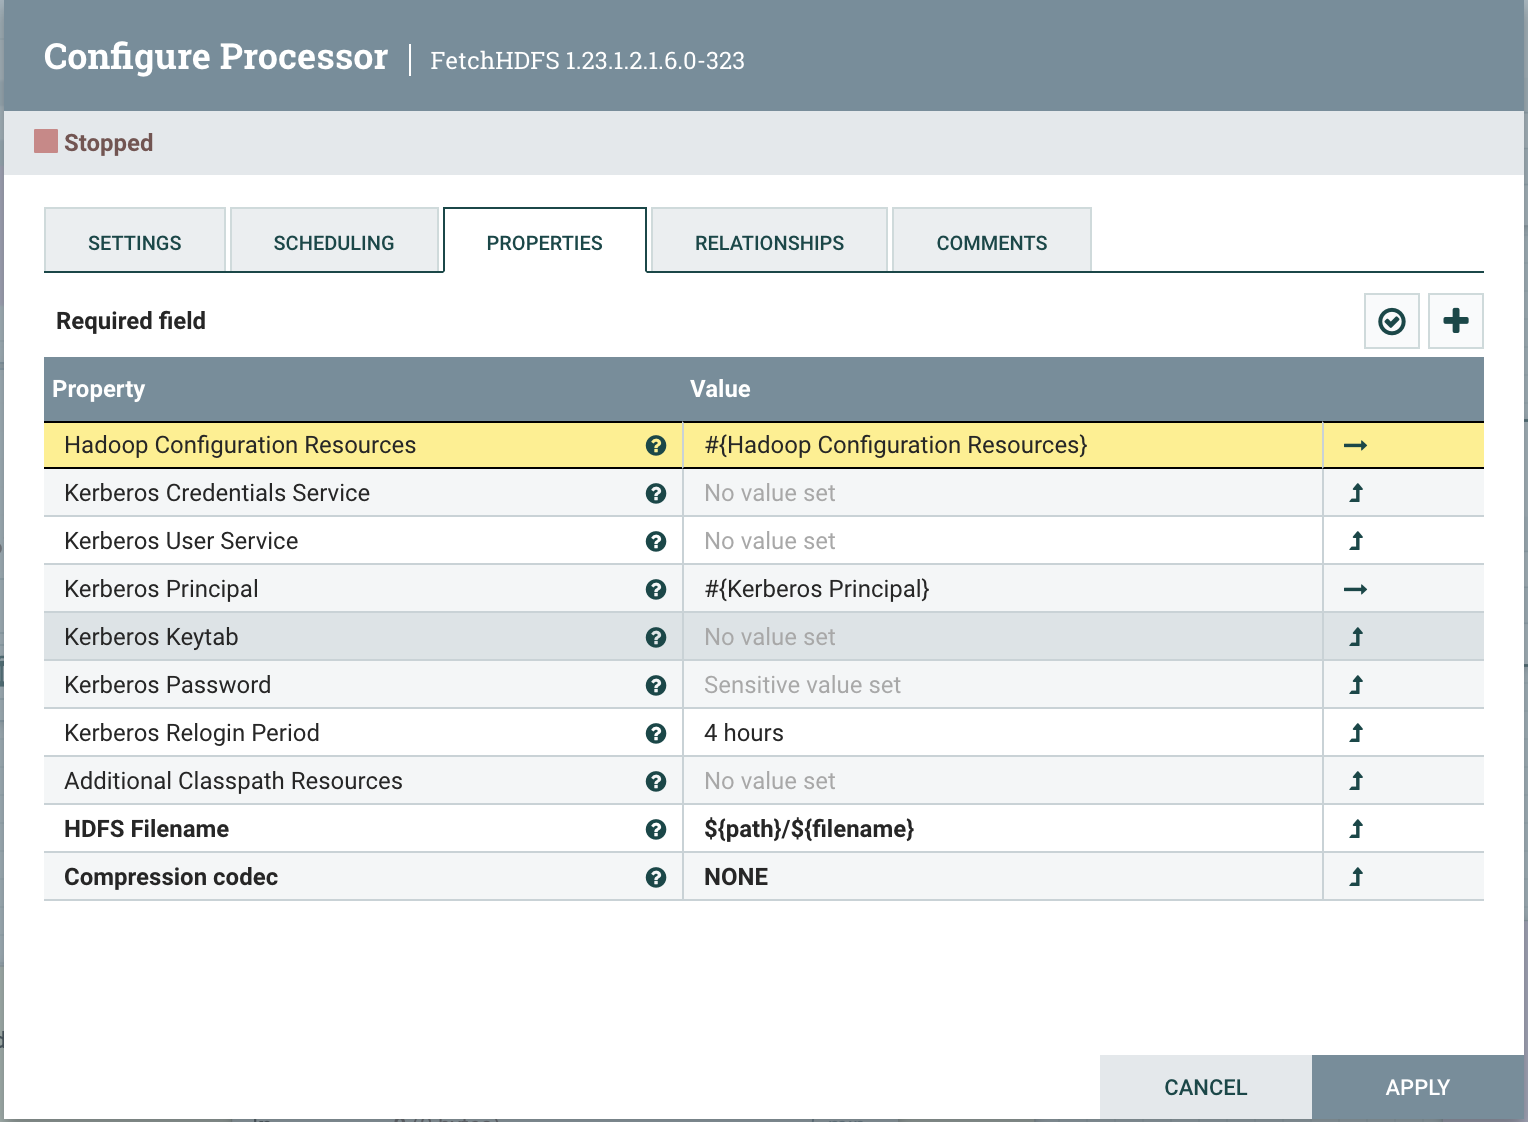 Configure Processor | FetchHDFS 1.23.1.2.1.6.0-323
Stopped
SETTINGS SCHEDULING PROPERTIES RELATIONSHIPS COMMENTS
Required field
Property Value
Hadoop Configuration Resources #{Hadoop Configuration Resources}
Kerberos Credentials Service No value set
Kerberos User Service No value set
Kerberos Principal #{Kerberos Principal}
Kerberos Keytab No value set
Kerberos Password Sensitive value set
Kerberos Relogin Period 4 hours
Additional Classpath Resources No value set
HDFS Filename ${path}/${filename}
Compression codec NONE
CANCEL APPLY